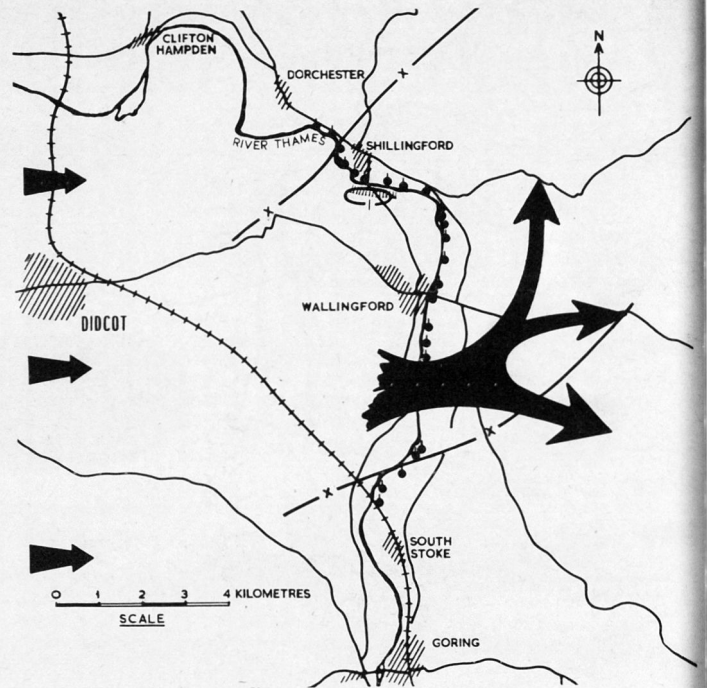 CLIFTON
HAMPDEN
N
DORCHESTER
X
RIVER THAMES
SHILLINGFORD
X
WALLINGFORD
DIDCOT
X
X
SOUTH
STOKE
0 1 2 3 4 KILOMETRES
SCALE
GORING